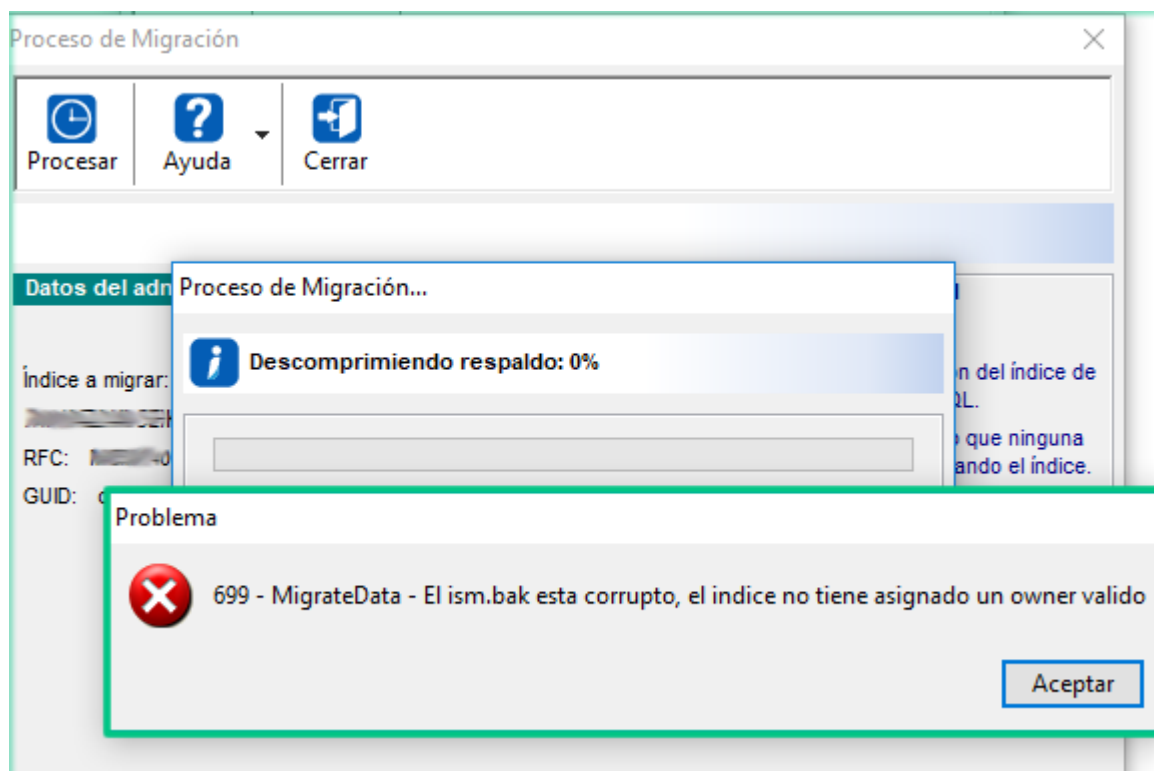 Proceso de Migración
Procesar
Ayuda
Cerrar
Datos del adn
Proceso de Migración...
Descomprimiendo respaldo: 0%
Índice a migrar:
n del índice de
QL.
que ninguna
ando el índice.
RFC:
GUID:
Problema
699 - MigrateData - El ism.bak esta corrupto, el indice no tiene asignado un owner valido
Aceptar